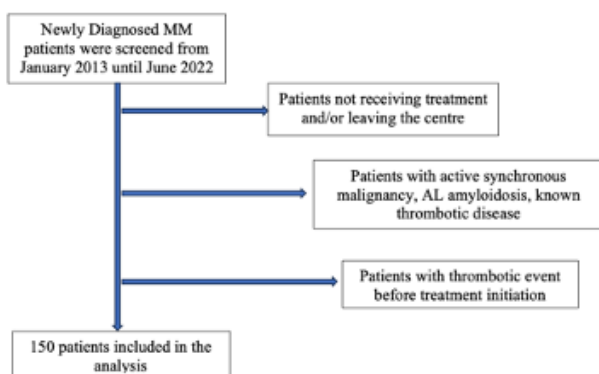 Newly Diagnosed MM
patients were screened from
January 2013 until June 2022
Patients not receiving treatment
and/or leaving the centre
Patients with active synchronous
malignancy, AL amyloidosis, known
thrombotic disease
Patients with thrombotic event
before treatment initiation
150 patients included in the
analysis